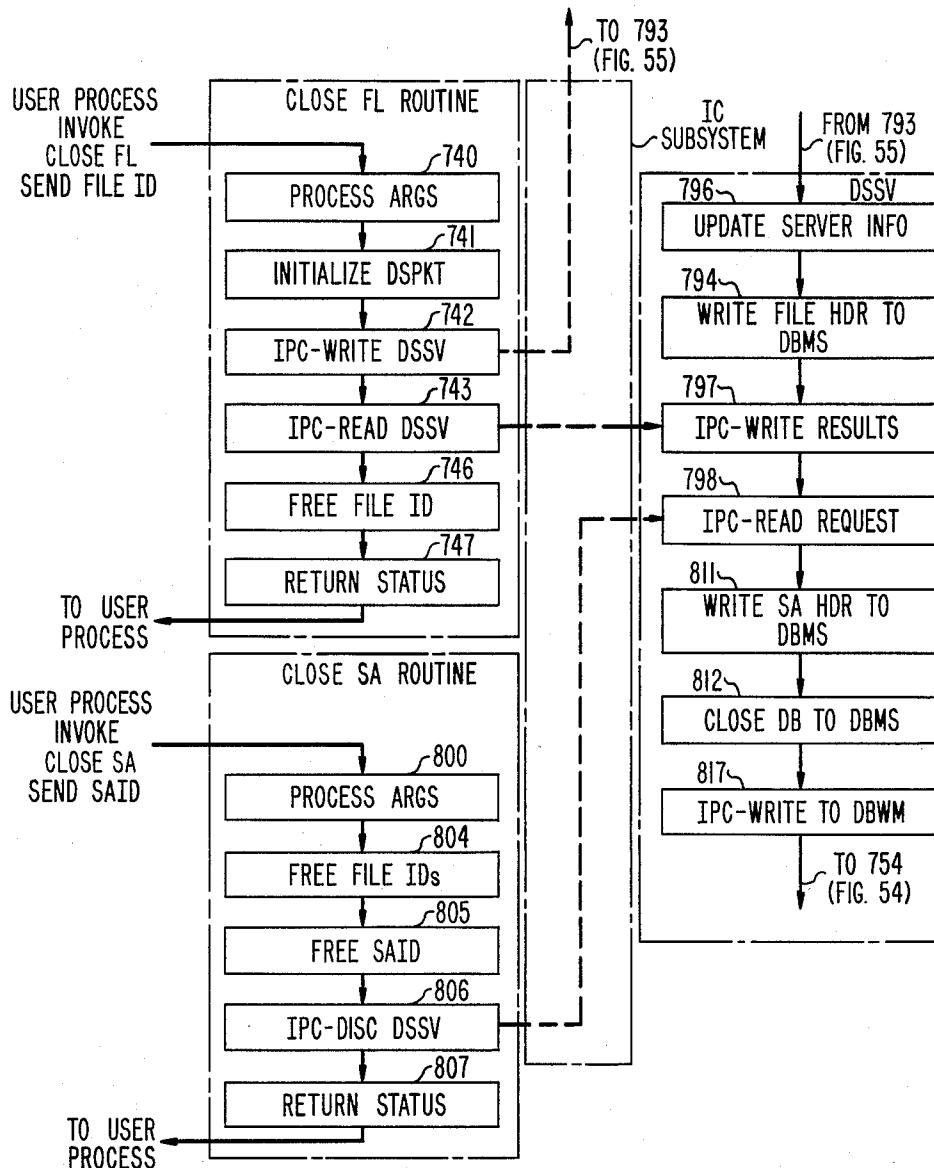 TO 793
(FIG. 55)
USER PROCESS
INVOKE
CLOSE FL
SEND FILE ID
CLOSE FL ROUTINE
740
PROCESS ARGS
741
INITIALIZE DSPKT
742
IPC-WRITE DSSV
743
IPC-READ DSSV
746
FREE FILE ID
747
RETURN STATUS
TO USER
PROCESS
IC
SUBSYSTEM
FROM 793
(FIG. 55)
DSSV
796
UPDATE SERVER INFO
794
WRITE FILE HDR TO
DBMS
797
IPC-WRITE RESULTS
798
IPC-READ REQUEST
811
WRITE SA HDR TO
DBMS
812
CLOSE DB TO DBMS
817
IPC-WRITE TO DBWM
TO 754
(FIG. 54)
USER PROCESS
INVOKE
CLOSE SA
SEND SAID
CLOSE SA ROUTINE
800
PROCESS ARGS
804
FREE FILE IDs
805
FREE SAID
806
IPC-DISC DSSV
807
RETURN STATUS
TO USER
PROCESS